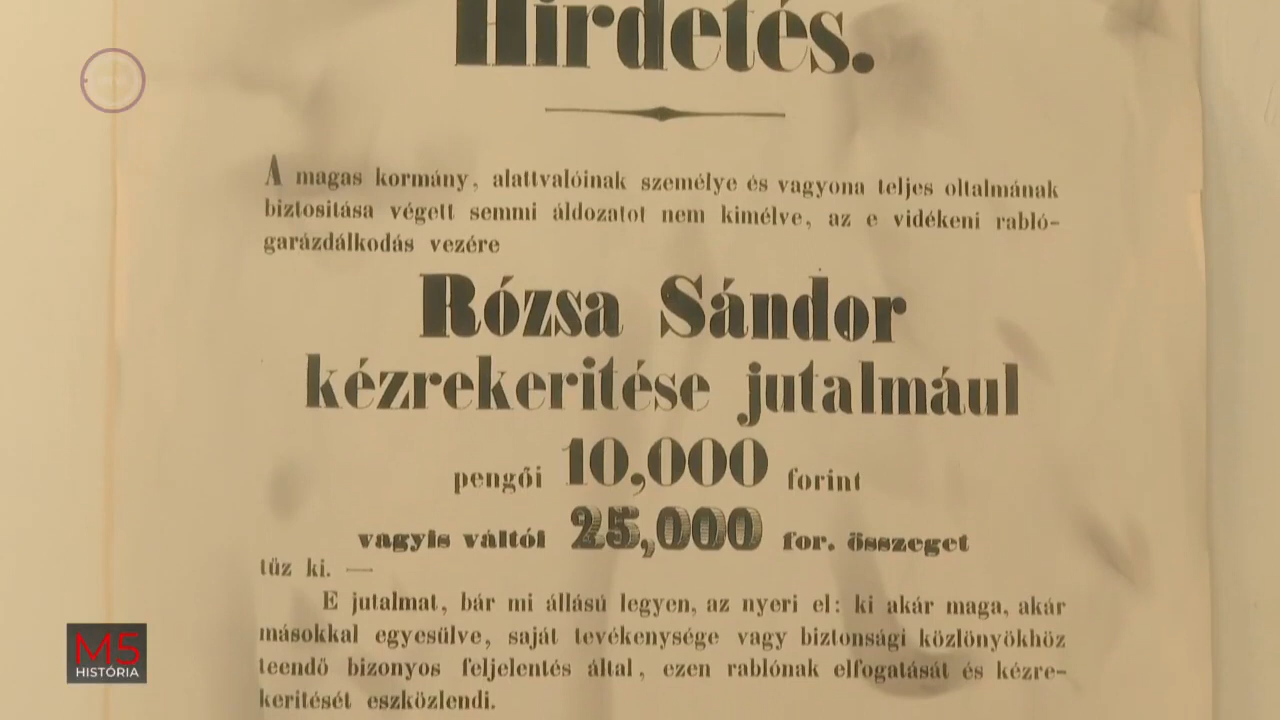 Hirdetés.
A magas kormány, alattvalóinak személye és vagyona teljes oltalmának
biztositása végett semmi áldozatot nem kimélve, az e vidékeni rabló-
garázdálkodás vezére
Rózsa Sándor
kézrekeritése jutalmául
pengői 10,000 forint
vagyis váltói 25,000 for. összeget
tűz ki. —
E jutalmat, bár mi állású legyen, az nyeri el: ki akár maga, akár
másokkal egyesülve, saját tevékenysége vagy biztonsági közlönyökhöz
teendő bizonyos feljelentés által, ezen rablónak elfogatását és kézre-
keritését eszközlendi.
M5
HISTÓRIA